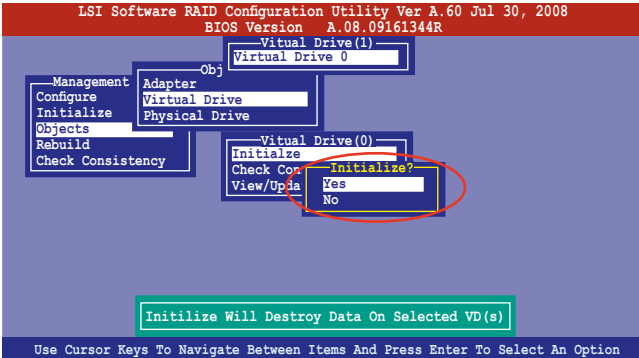 LSI Software RAID Configuration Utility Ver A.60 Jul 30, 2008
BIOS Version A.08.09161344R
Vitual Drive(1)
Virtual Drive 0
Obj
Adapter
Virtual Drive
Physical Drive
Management
Configure
Initialize
Objects
Rebuild
Check Consistency
Vitual Drive(0)
Initialze
Check Con
View/Upda
Initialize?
Yes
No
Initilize Will Destroy Data On Selected VD(s)
Use Cursor Keys To Navigate Between Items And Press Enter To Select An Option